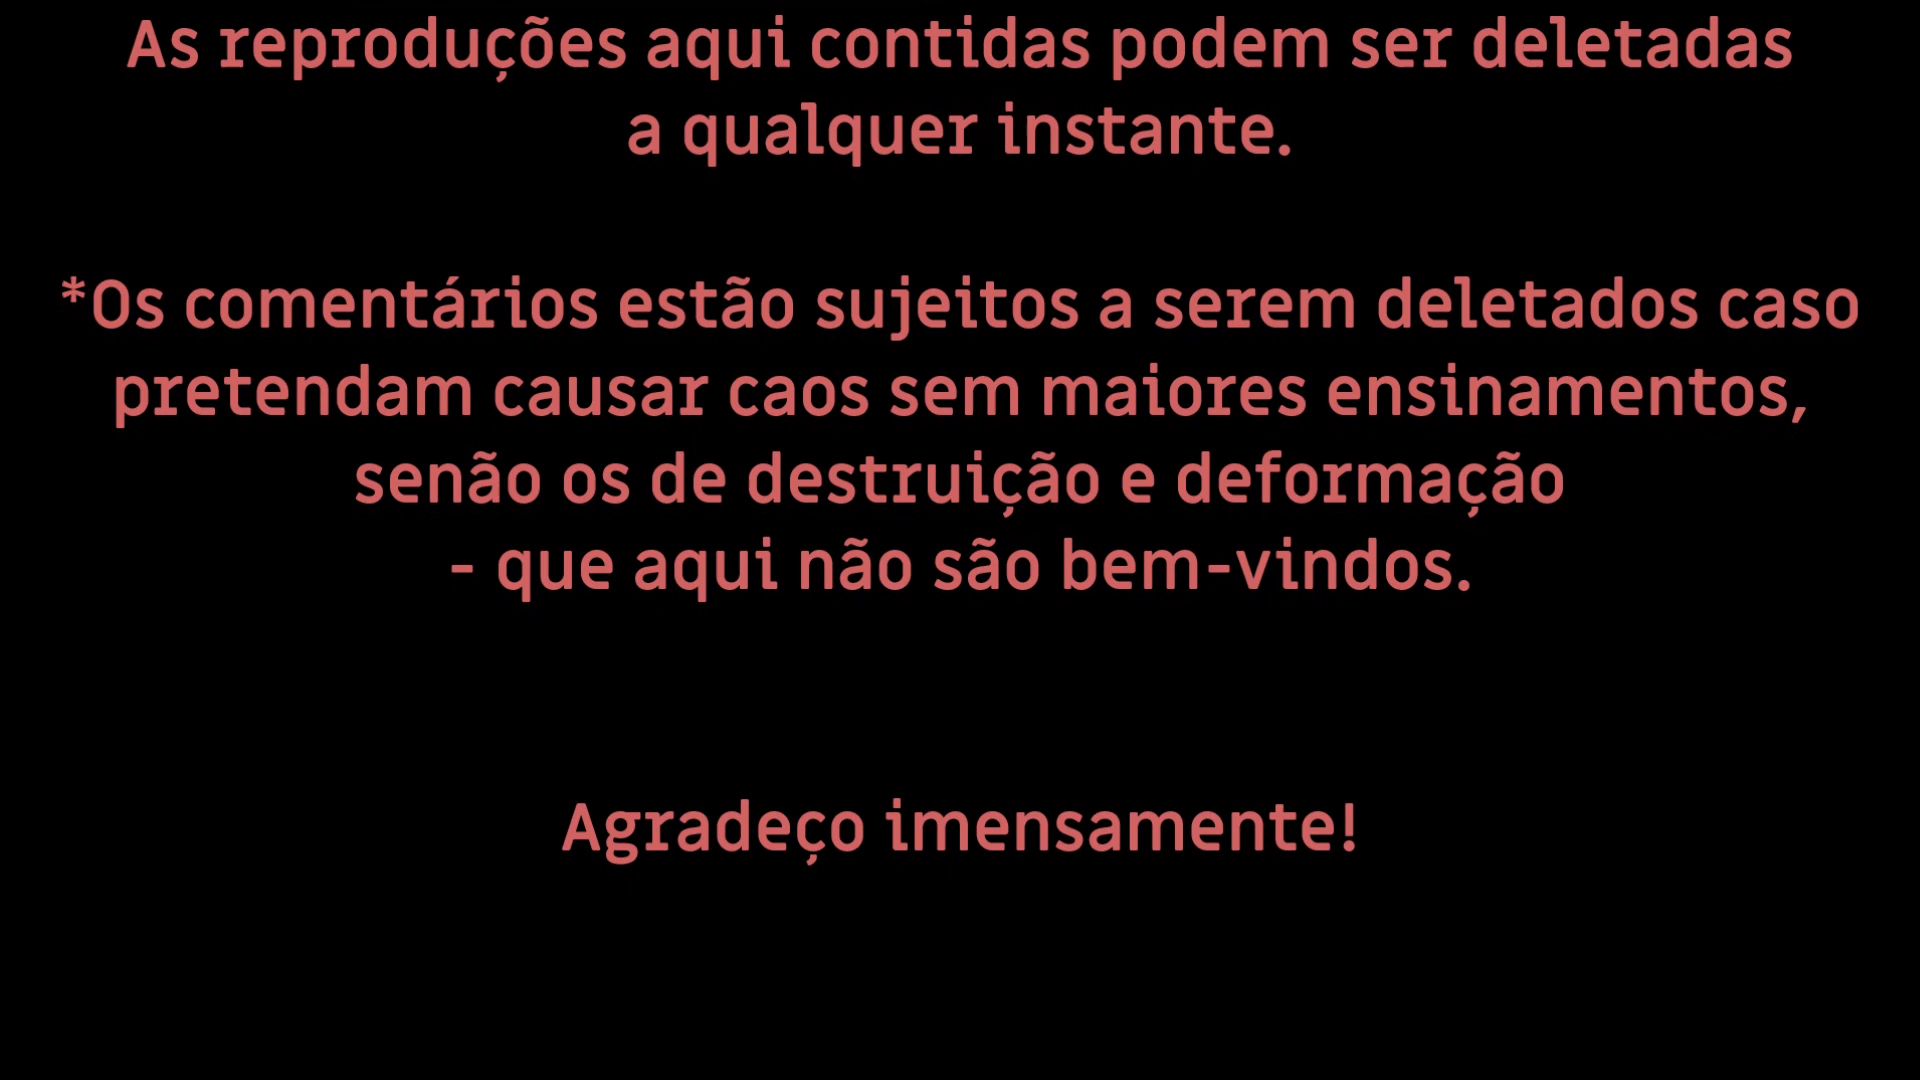 As reproduções aqui contidas podem ser deletadas
a qualquer instante.
*Os comentários estão sujeitos a serem deletados caso
pretendam causar caos sem maiores ensinamentos,
senão os de destruição e deformação
- que aqui não são bem-vindos.
Agradeço imensamente!